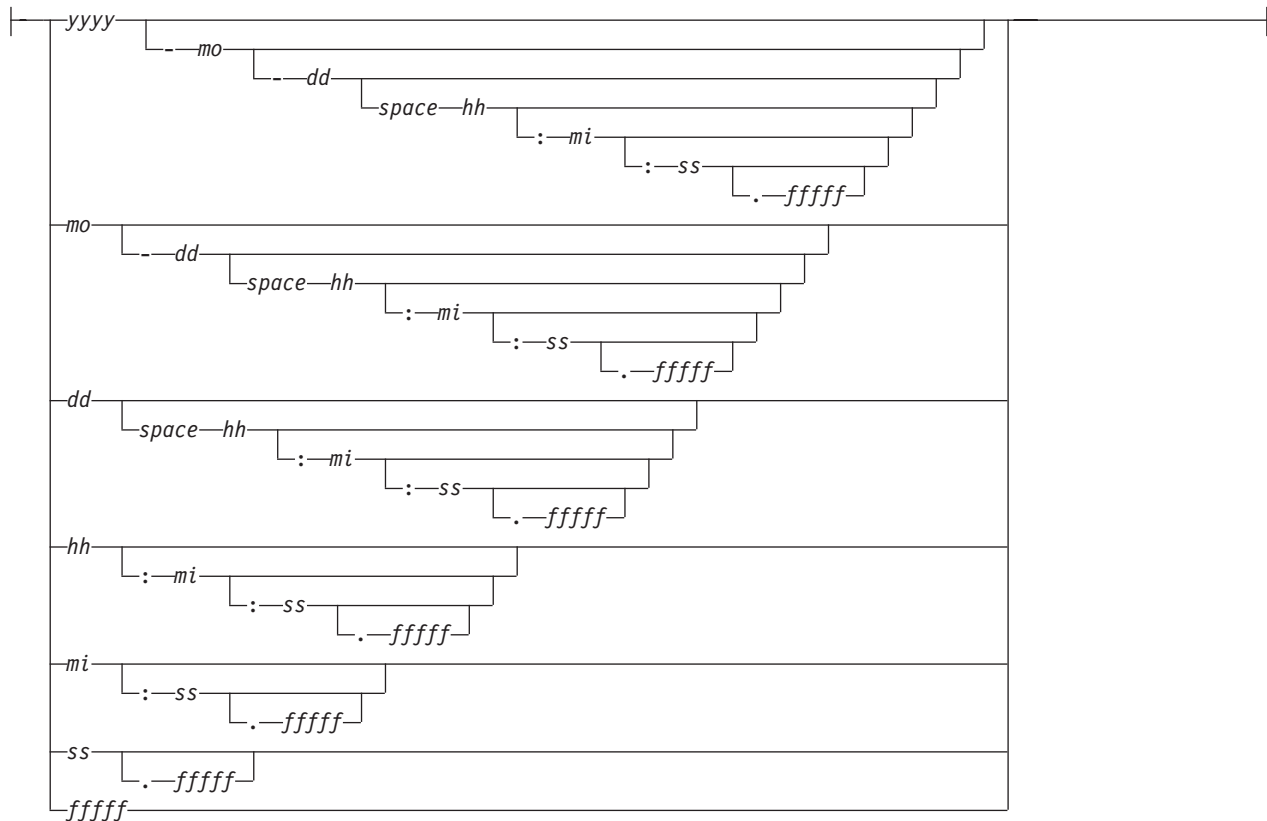 yyyy
- mo
- dd
space hh
: mi
: ss
. fffff
mo
- dd
space hh
: mi
: ss
. fffff
dd
space hh
: mi
: ss
. fffff
hh
: mi
: ss
. fffff
mi
: ss
. fffff
ss
. fffff
fffff